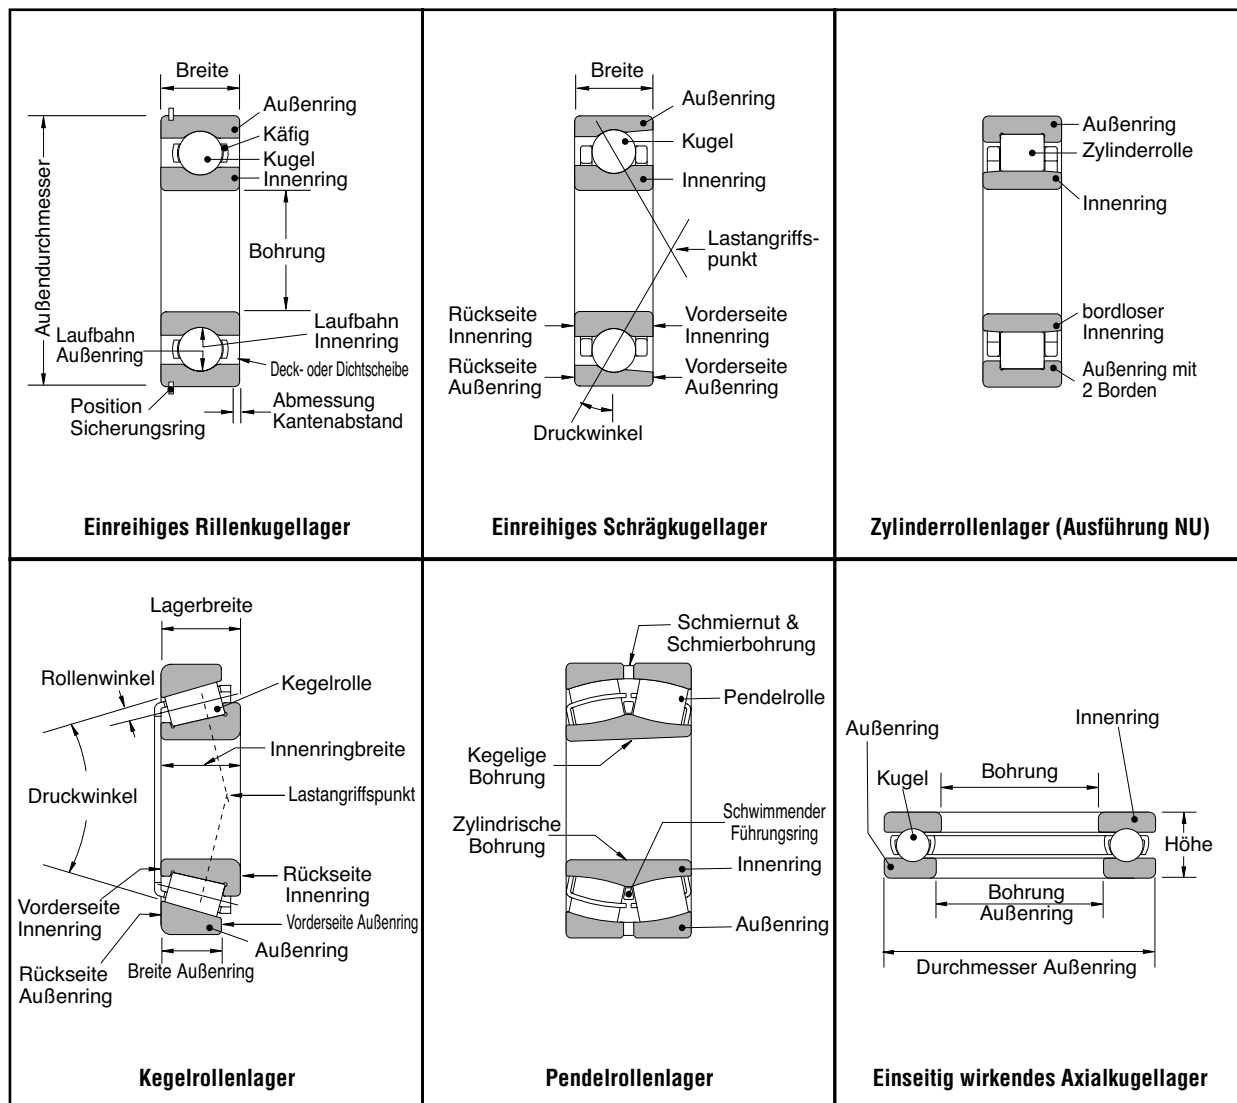 Breite
Außenring
Käfig
Kugel
Innenring
Außendurchmesser
Bohrung
Laufbahn
Außenring
Laufbahn
Innenring
Deck- oder Dichtscheibe
Position
Sicherungsring
Abmessung
Kantenabstand
Einreihiges Rillenkugellager
Breite
Außenring
Kugel
Innenring
Lastangriffs-
punkt
Rückseite
Innenring
Vorderseite
Innenring
Rückseite
Außenring
Vorderseite
Außenring
Druckwinkel
Einreihiges Schrägkugellager
Außenring
Zylinderrolle
Innenring
bordloser
Innenring
Außenring mit
2 Borden
Zylinderrollenlager (Ausführung NU)
Lagerbreite
Rollenwinkel
Kegelrolle
Innenringbreite
Druckwinkel
Lastangriffspunkt
Rückseite
Innenring
Vorderseite
Innenring
Vorderseite Außenring
Außenring
Breite Außenring
Rückseite
Außenring
Kegelrollenlager
Schmiernut &
Schmierbohrung
Pendelrolle
Kegelige
Bohrung
Schwimmender
Führungsring
Zylindrische
Bohrung
Innenring
Außenring
Pendelrollenlager
Innenring
Außenring
Kugel
Bohrung
Höhe
Bohrung
Außenring
Durchmesser Außenring
Einseitig wirkendes Axialkugellager